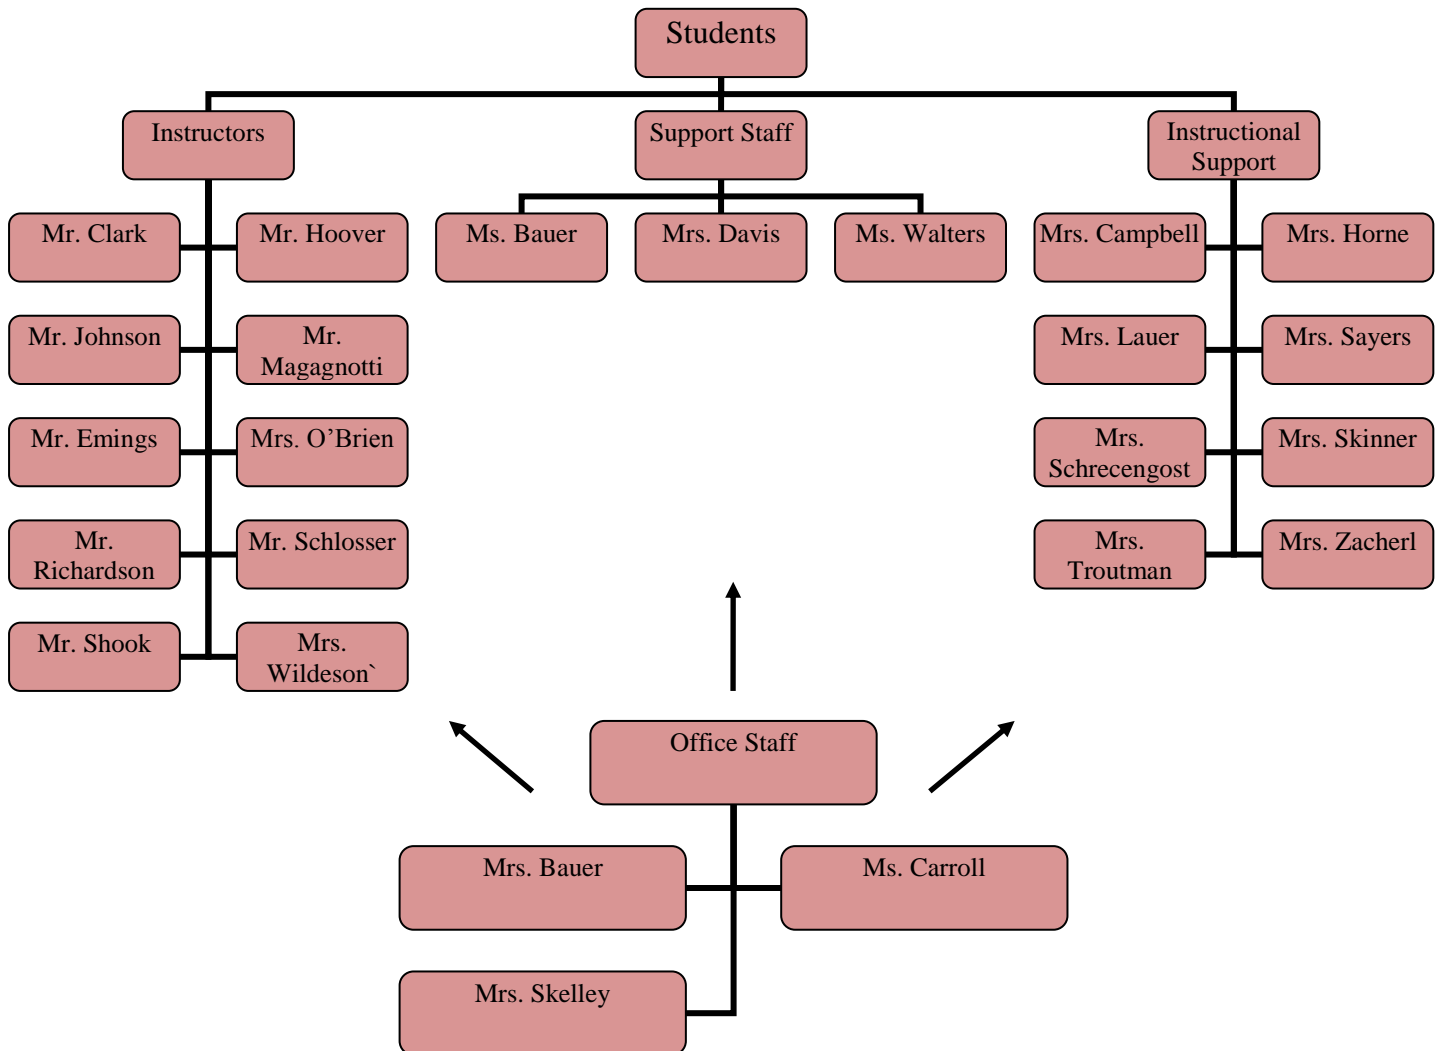 Students
Instructors
Support Staff
Instructional
Support
Mr. Clark
Mr. Hoover
Ms. Bauer
Mrs. Davis
Ms. Walters
Mrs. Campbell
Mrs. Horne
Mr. Johnson
Mr.
Magagnotti
Mrs. Lauer
Mrs. Sayers
Mr. Emings
Mrs. O’Brien
Mrs.
Schrecengost
Mrs. Skinner
Mr.
Richardson
Mr. Schlosser
Mrs.
Troutman
Mrs. Zacherl
Mr. Shook
Mrs.
Wildeson`
Office Staff
Mrs. Bauer
Ms. Carroll
Mrs. Skelley